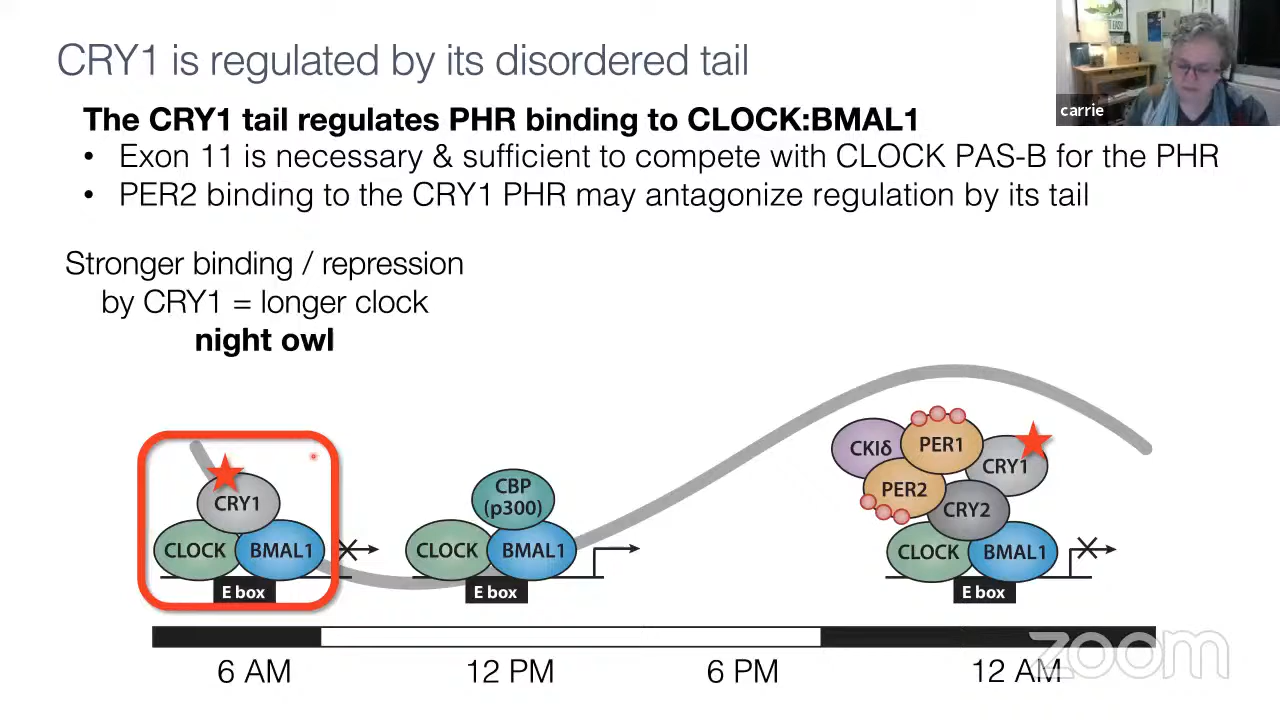 CRY1 is regulated by its disordered tail
carrie
The CRY1 tail regulates PHR binding to CLOCK:BMAL1
• Exon 11 is necessary & sufficient to compete with CLOCK PAS-B for the PHR
• PER2 binding to the CRY1 PHR may antagonize regulation by its tail
Stronger binding / repression
by CRY1 = longer clock
night owl
CRY1
CLOCK
BMAL1
E box
CBP
(p300)
CLOCK
BMAL1
E box
CKIδ
PER1
CRY1
PER2
CRY2
CLOCK
BMAL1
E box
6 AM
12 PM
6 PM
12 AM
zoom